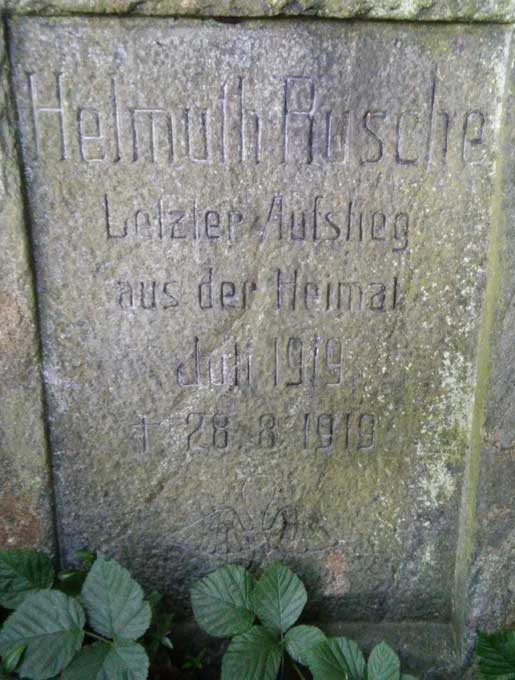 Helmuth Rusche
Letzter Aufstieg
aus der Heimat
Juli 1919
† 28.8.1919